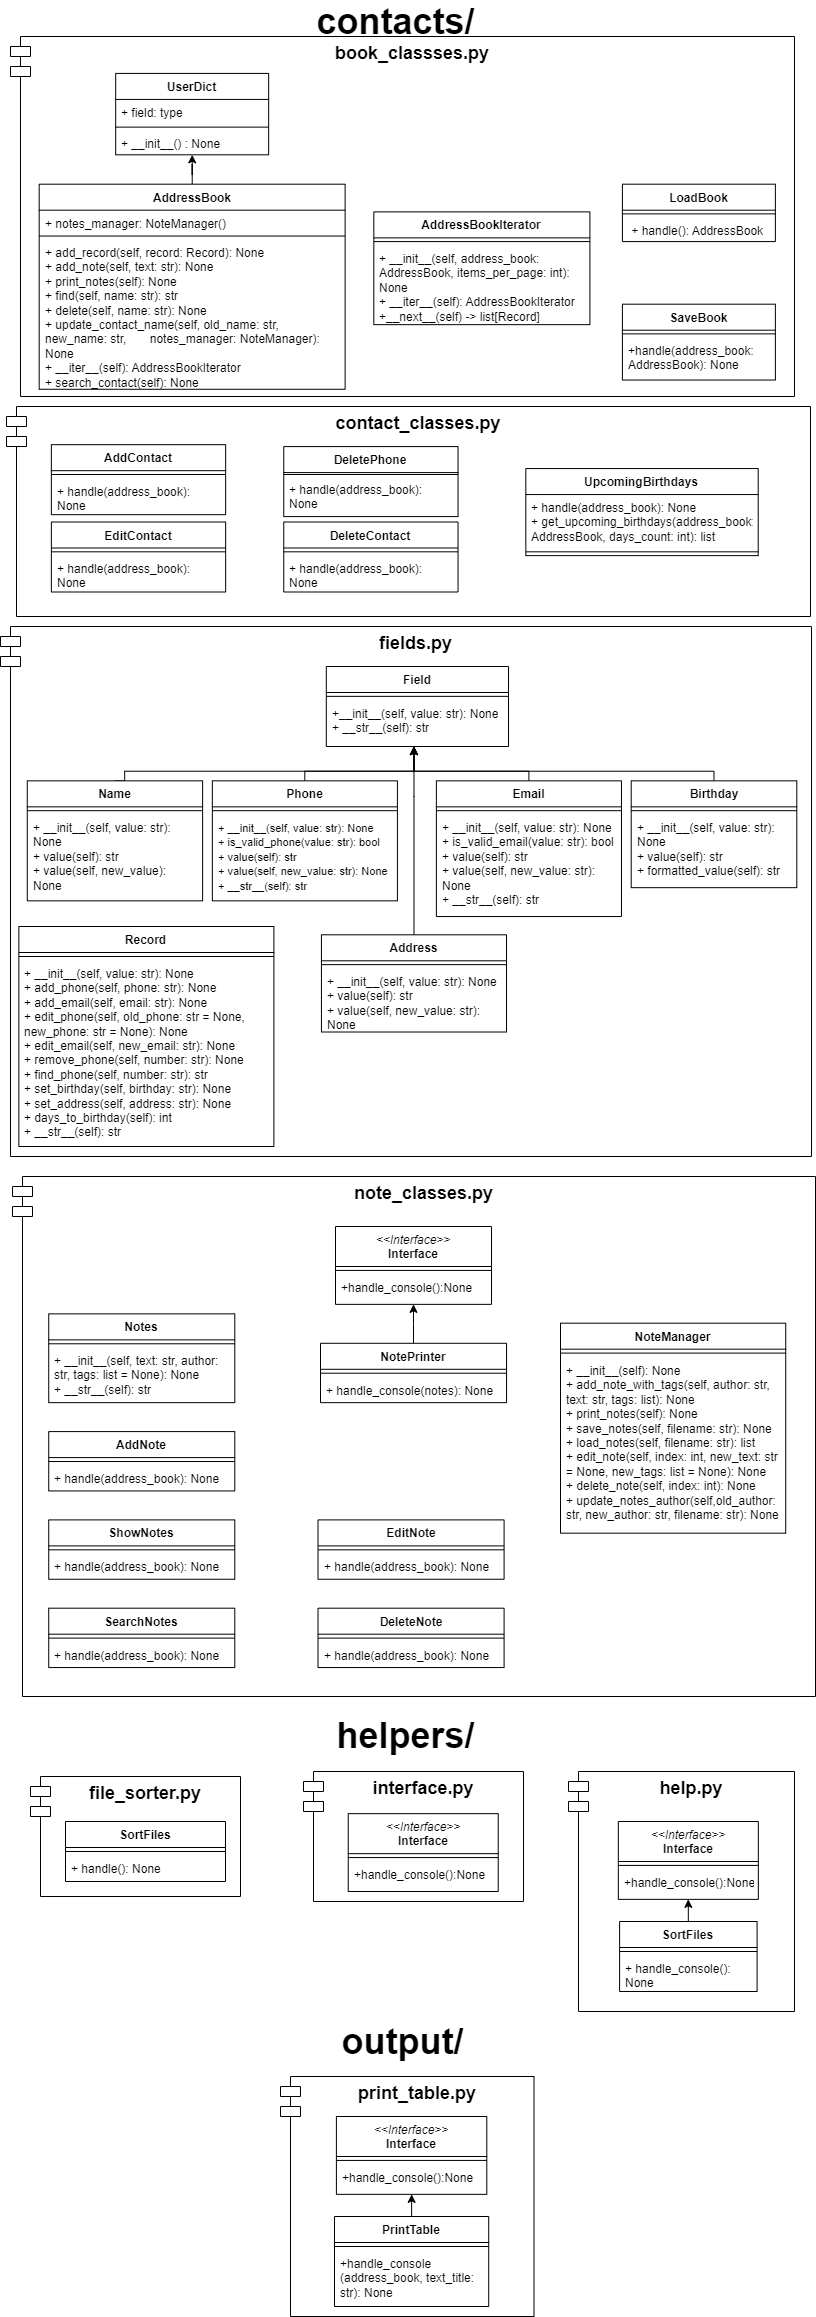 contacts/
book_classses.py
UserDict
+ field: type
+ __init__() : None
AddressBook
+ notes_manager: NoteManager()
+ add_record(self, record: Record): None
+ add_note(self, text: str): None
+ print_notes(self): None
+ find(self, name: str): str
+ delete(self, name: str): None
+ update_contact_name(self, old_name: str,
new_name: str, notes_manager: NoteManager):
None
+ __iter__(self): AddressBookIterator
+ search_contact(self): None
AddressBookIterator
+ __init__(self, address_book:
AddressBook, items_per_page: int):
None
+ __iter__(self): AddressBookIterator
+__next__(self) -> list[Record]
LoadBook
+ handle(): AddressBook
SaveBook
+handle(address_book:
AddressBook): None
contact_classes.py
AddContact
+ handle(address_book):
None
EditContact
+ handle(address_book):
None
DeletePhone
+ handle(address_book):
None
DeleteContact
+ handle(address_book):
None
UpcomingBirthdays
+ handle(address_book): None
+ get_upcoming_birthdays(address_book:
AddressBook, days_count: int): list
fields.py
Field
+__init__(self, value: str): None
+ __str__(self): str
Name
+ __init__(self, value: str):
None
+ value(self): str
+ value(self, new_value):
None
Phone
+ __init__(self, value: str): None
+ is_valid_phone(value: str): bool
+ value(self): str
+ value(self, new_value: str): None
+ __str__(self): str
Email
+ __init__(self, value: str): None
+ is_valid_email(value: str): bool
+ value(self): str
+ value(self, new_value: str):
None
+ __str__(self): str
Birthday
+ __init__(self, value: str):
None
+ value(self): str
+ formatted_value(self): str
Record
+ __init__(self, value: str): None
+ add_phone(self, phone: str): None
+ add_email(self, email: str): None
+ edit_phone(self, old_phone: str = None,
new_phone: str = None): None
+ edit_email(self, new_email: str): None
+ remove_phone(self, number: str): None
+ find_phone(self, number: str): str
+ set_birthday(self, birthday: str): None
+ set_address(self, address: str): None
+ days_to_birthday(self): int
+ __str__(self): str
Address
+ __init__(self, value: str): None
+ value(self): str
+ value(self, new_value: str):
None
note_classes.py
<<Interface>>
Interface
+handle_console():None
Notes
+ __init__(self, text: str, author:
str, tags: list = None): None
+ __str__(self): str
NotePrinter
+ handle_console(notes): None
NoteManager
+ __init__(self): None
+ add_note_with_tags(self, author: str,
text: str, tags: list): None
+ print_notes(self): None
+ save_notes(self, filename: str): None
+ load_notes(self, filename: str): list
+ edit_note(self, index: int, new_text: str
= None, new_tags: list = None): None
+ delete_note(self, index: int): None
+ update_notes_author(self,old_author:
str, new_author: str, filename: str): None
AddNote
+ handle(address_book): None
ShowNotes
+ handle(address_book): None
EditNote
+ handle(address_book): None
SearchNotes
+ handle(address_book): None
DeleteNote
+ handle(address_book): None
helpers/
file_sorter.py
SortFiles
+ handle(): None
interface.py
<<Interface>>
Interface
+handle_console():None
help.py
<<Interface>>
Interface
+handle_console():None
SortFiles
+ handle_console():
None
output/
print_table.py
<<Interface>>
Interface
+handle_console():None
PrintTable
+handle_console
(address_book, text_title:
str): None